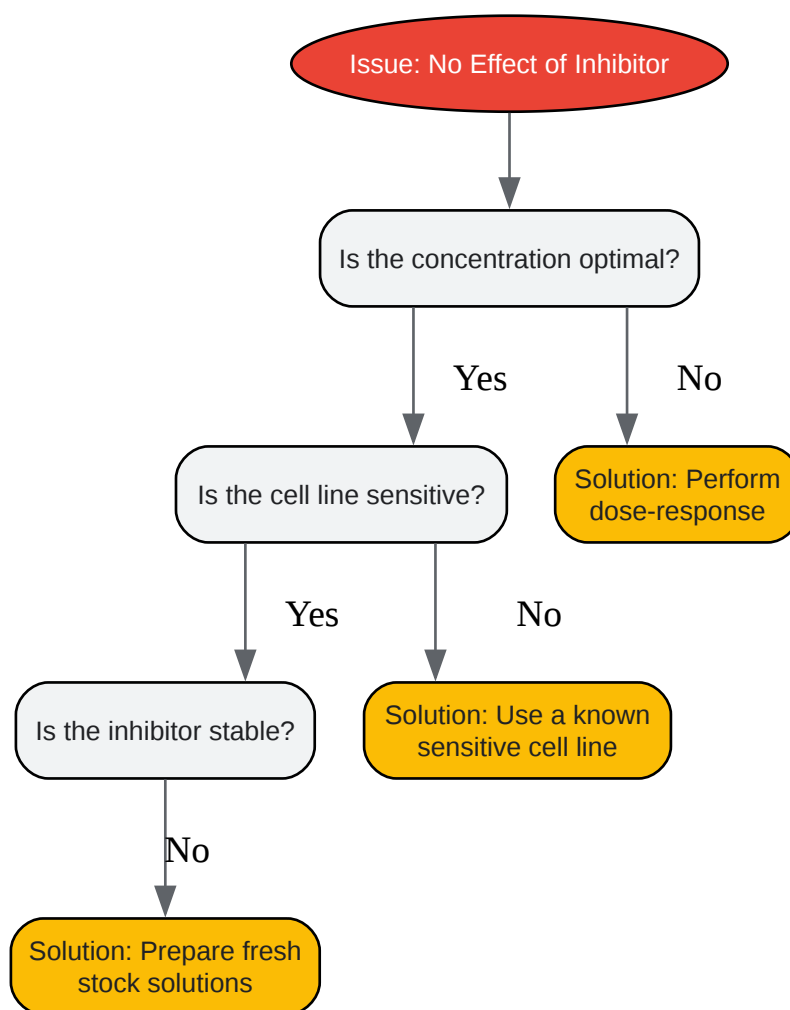 Issue: No Effect of Inhibitor
Is the concentration optimal?
Yes
No
Is the cell line sensitive?
Solution: Perform
dose-response
Yes
No
Is the inhibitor stable?
Solution: Use a known
sensitive cell line
No
Solution: Prepare fresh
stock solutions